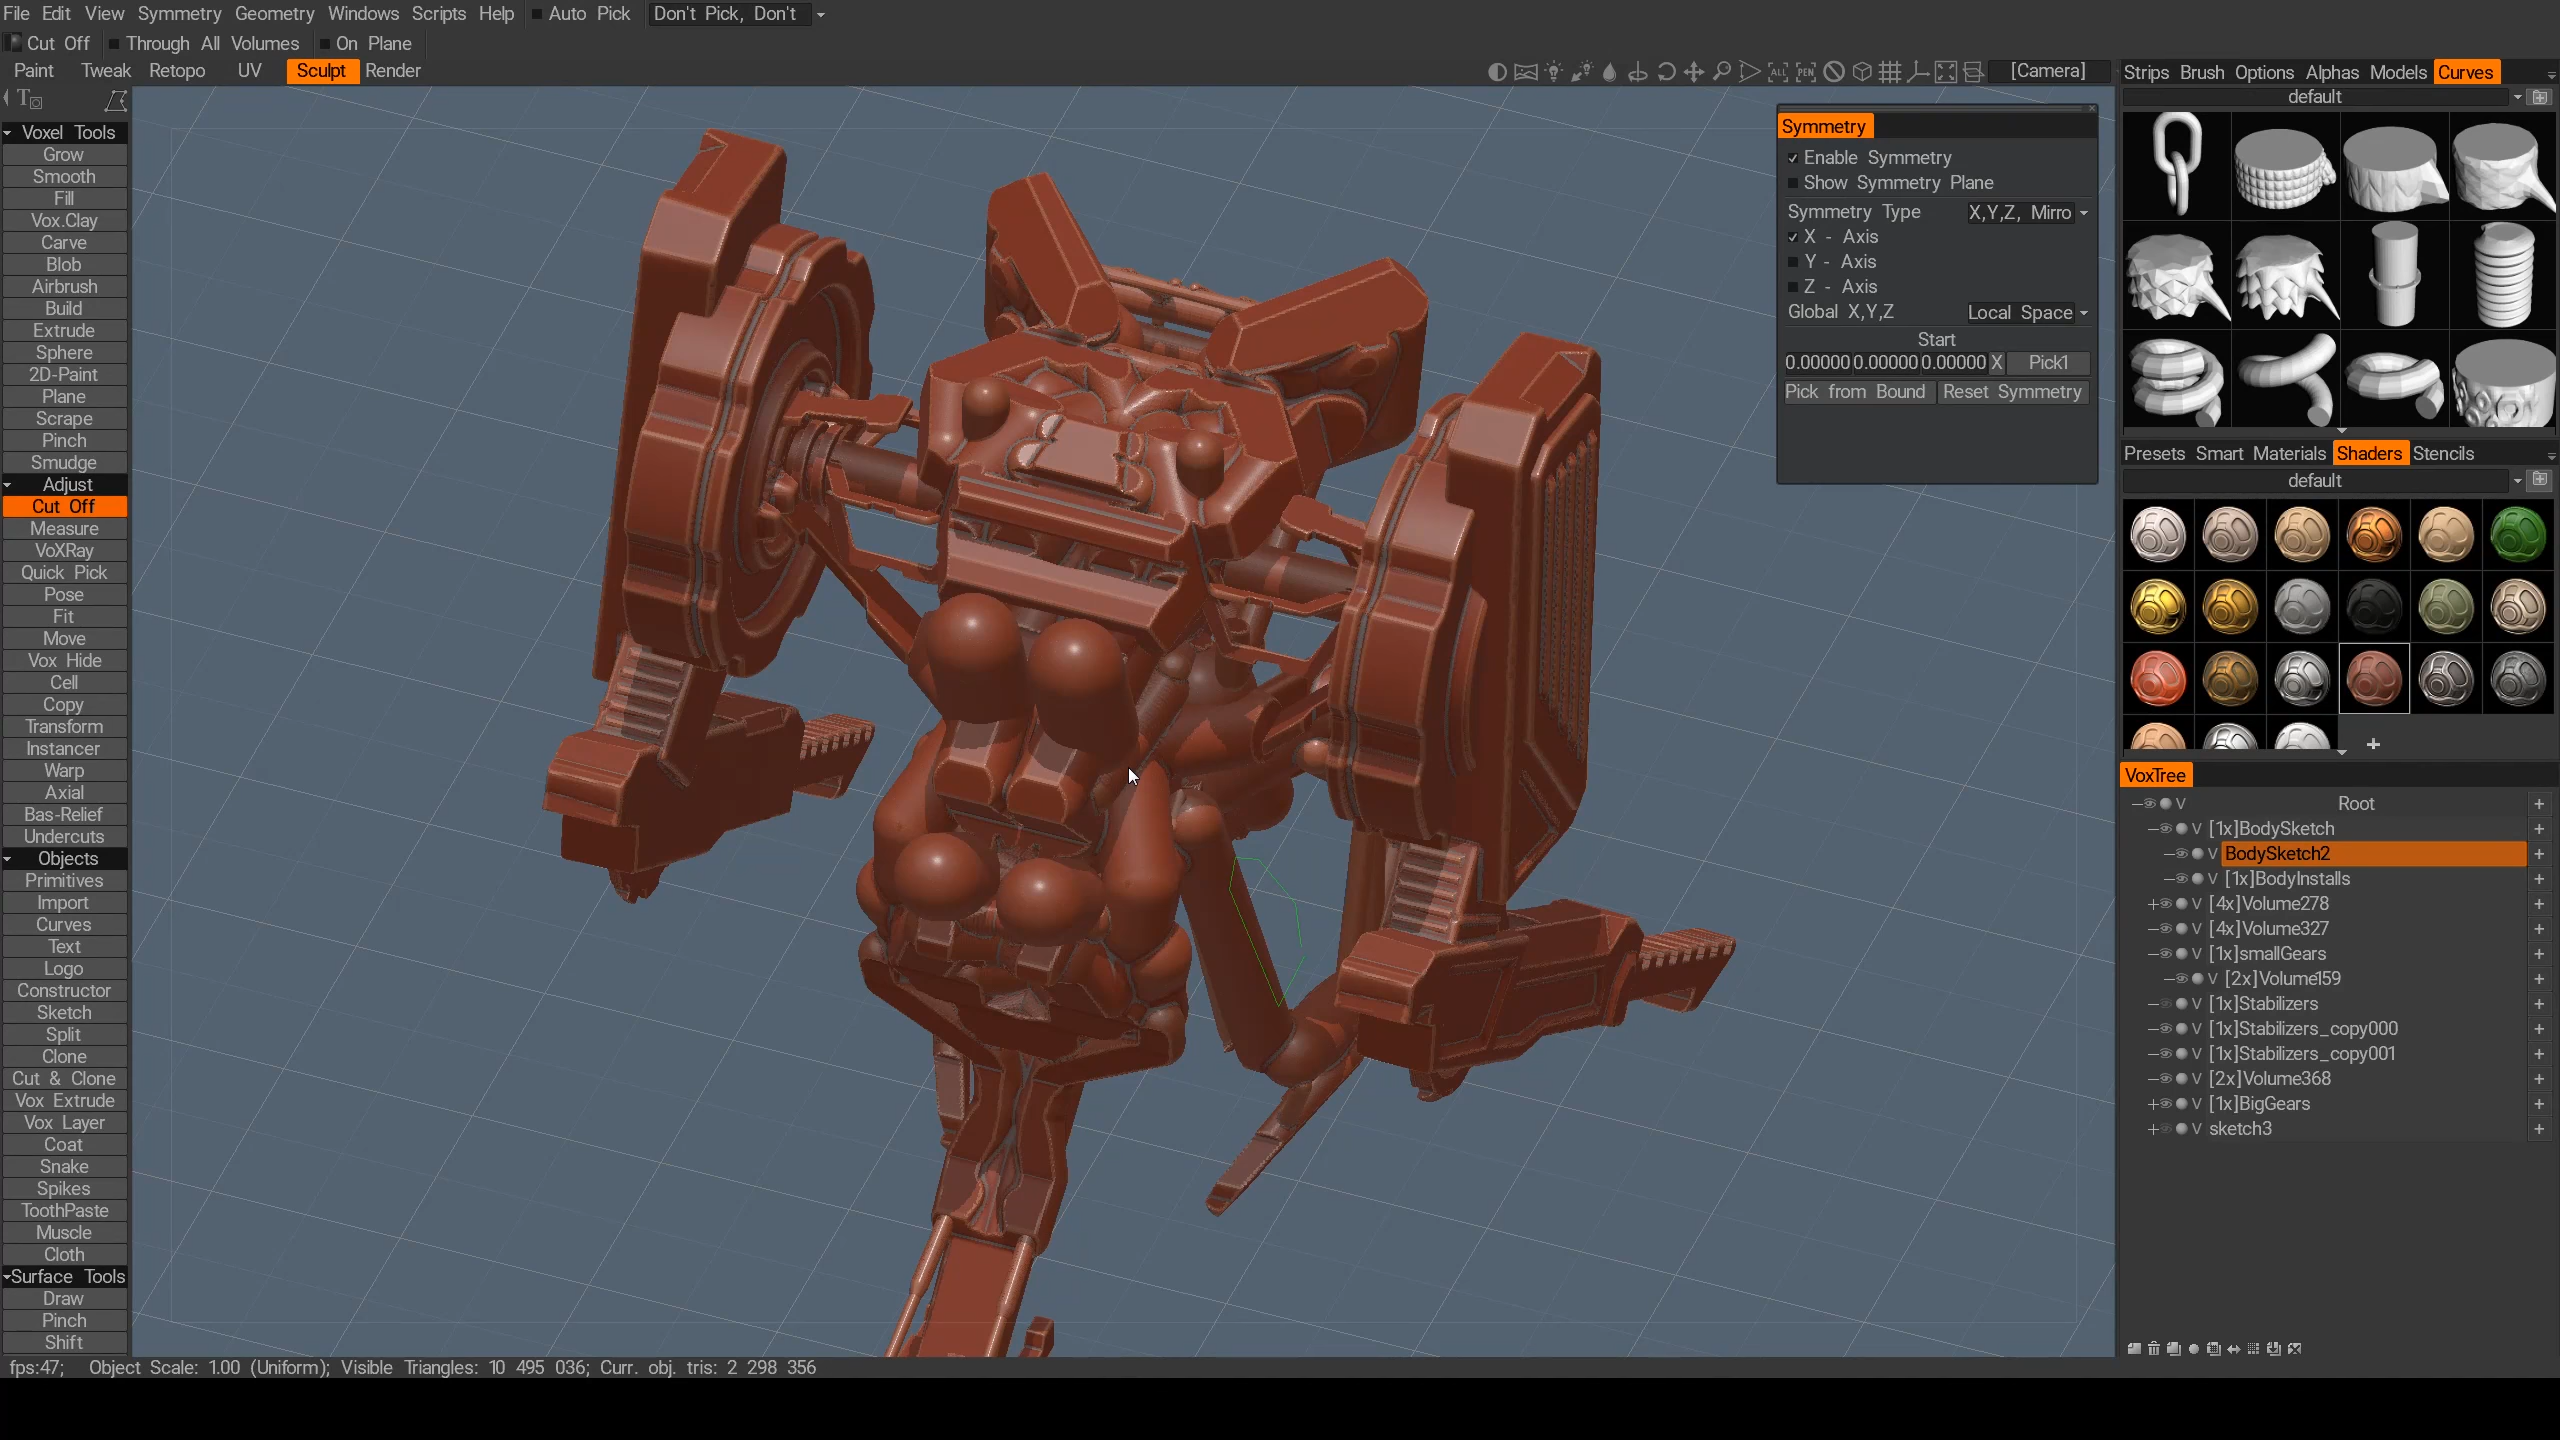 File Edit View Symmetry Geometry Windows Scripts Help Auto Pick Don't Pick, Don't
Cut Off Through All Volumes On Plane
Paint Tweak Retopo UV Sculpt Render
ALL PEN [Camera]
Voxel Tools
Grow
Smooth
Fill
Vox.Clay
Carve
Blob
Airbrush
Build
Extrude
Sphere
2D-Paint
Plane
Scrape
Pinch
Smudge
Adjust
Cut Off
Measure
VoXRay
Quick Pick
Pose
Fit
Move
Vox Hide
Cell
Copy
Transform
Instancer
Warp
Axial
Bas-Relief
Undercuts
Objects
Primitives
Import
Curves
Text
Logo
Constructor
Sketch
Split
Clone
Cut & Clone
Vox Extrude
Vox Layer
Coat
Snake
Spikes
ToothPaste
Muscle
Cloth
Surface Tools
Draw
Pinch
Shift
Symmetry
Enable Symmetry
Show Symmetry Plane
Symmetry Type X,Y,Z, Mirro
X - Axis
Y - Axis
Z - Axis
Global X,Y,Z Local Space
Start
0.00000 0.00000 0.00000 X Pick1
Pick from Bound Reset Symmetry
Strips Brush Options Alphas Models Curves
default
Presets Smart Materials Shaders Stencils
default
+
VoxTree
V Root +
V [1x]BodySketch +
V BodySketch2 +
V [1x]BodyInstalls +
V [4x]Volume278 +
V [4x]Volume327 +
V [1x]smallGears +
V [2x]Volume159 +
V [1x]Stabilizers +
V [1x]Stabilizers_copy000 +
V [1x]Stabilizers_copy001 +
V [2x]Volume368 +
V [1x]BigGears +
V sketch3 +
fps:47; Object Scale: 1.00 (Uniform); Visible Triangles: 10 495 036; Curr. obj. tris: 2 298 356